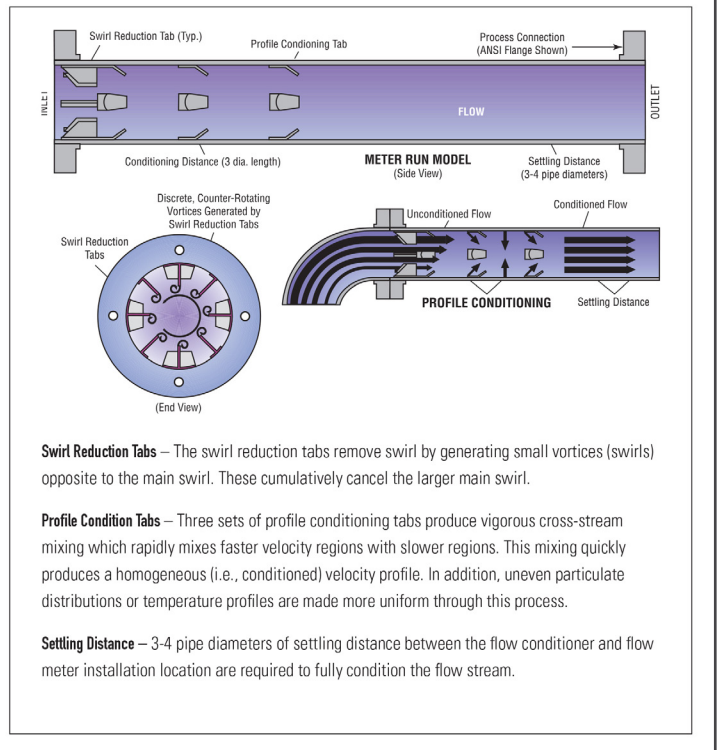 Swirl Reduction Tab (Typ.)
Profile Condioning Tab
Process Connection
(ANSI Flange Shown)
INLET
FLOW
OUTLET
Conditioning Distance (3 dia. length)
METER RUN MODEL
(Side View)
Settling Distance
(3-4 pipe diameters)
Discrete, Counter-Rotating
Vortices Generated by
Swirl Reduction Tabs
Swirl Reduction
Tabs
(End View)
Unconditioned Flow
Conditioned Flow
PROFILE CONDITIONING
Settling Distance
Swirl Reduction Tabs – The swirl reduction tabs remove swirl by generating small vortices (swirls)
opposite to the main swirl. These cumulatively cancel the larger main swirl.
Profile Condition Tabs – Three sets of profile conditioning tabs produce vigorous cross-stream
mixing which rapidly mixes faster velocity regions with slower regions. This mixing quickly
produces a homogeneous (i.e., conditioned) velocity profile. In addition, uneven particulate
distributions or temperature profiles are made more uniform through this process.
Settling Distance – 3-4 pipe diameters of settling distance between the flow conditioner and flow
meter installation location are required to fully condition the flow stream.